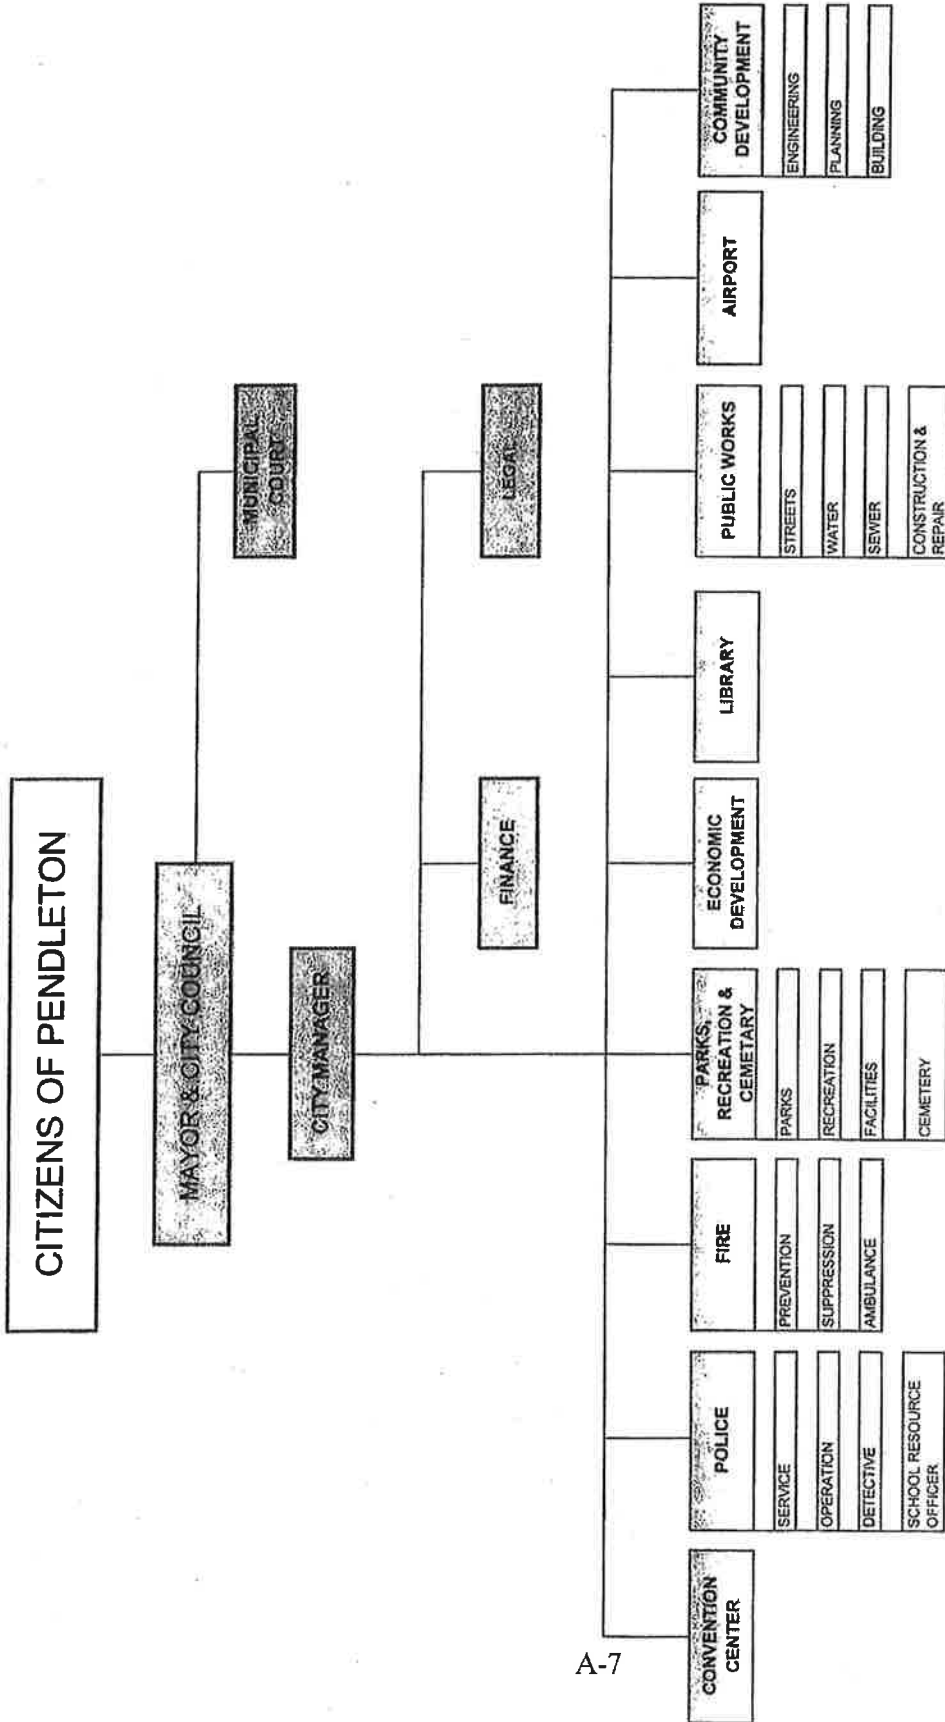 CITIZENS OF PENDLETON
MAYOR & CITY COUNCIL
MUNICIPAL
COURT
CITY MANAGER
FINANCE
LEGAL
CONVENTION
CENTER
POLICE
SERVICE
OPERATION
DETECTIVE
SCHOOL RESOURCE
OFFICER
FIRE
PREVENTION
SUPPRESSION
AMBULANCE
PARKS,
RECREATION &
CEMETARY
PARKS
RECREATION
FACILITIES
CEMETERY
ECONOMIC
DEVELOPMENT
LIBRARY
PUBLIC WORKS
STREETS
WATER
SEWER
CONSTRUCTION &
REPAIR
AIRPORT
COMMUNITY
DEVELOPMENT
ENGINEERING
PLANNING
BUILDING
A-7